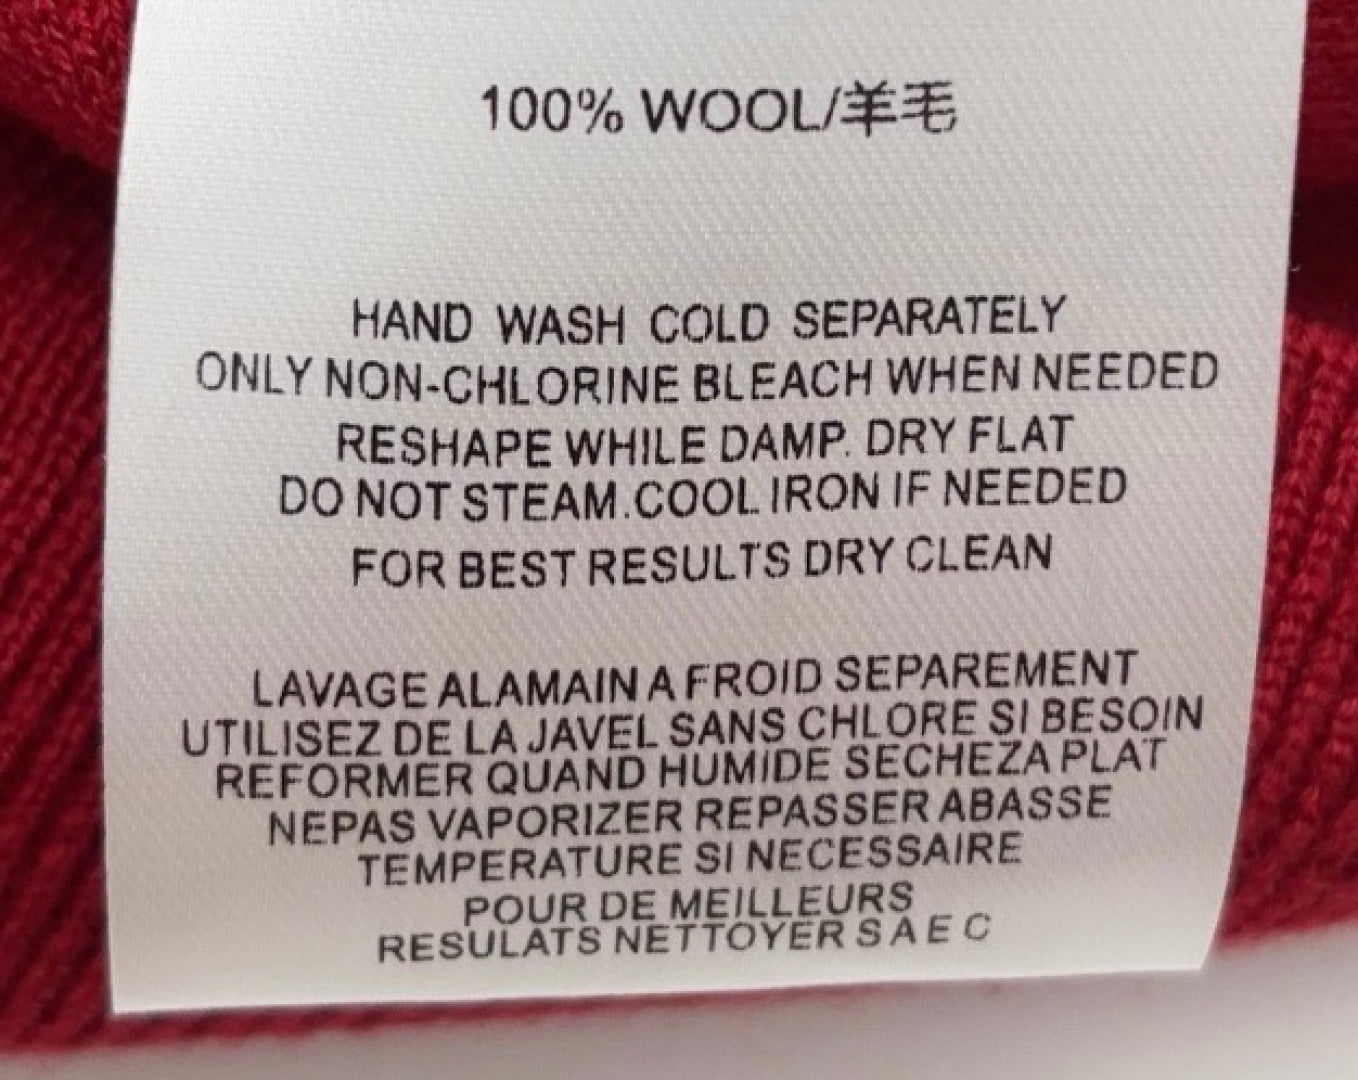 100% WOOL/羊毛
HAND WASH COLD SEPARATELY
ONLY NON-CHLORINE BLEACH WHEN NEEDED
RESHAPE WHILE DAMP. DRY FLAT
DO NOT STEAM.COOL IRON IF NEEDED
FOR BEST RESULTS DRY CLEAN
LAVAGE ALAMAIN A FROID SEPAREMENT
UTILISEZ DE LA JAVEL SANS CHLORE SI BESOIN
REFORMER QUAND HUMIDE SECHEZA PLAT
NEPAS VAPORIZER REPASSER ABASSE
TEMPERATURE SI NECESSAIRE
POUR DE MEILLEURS
RESULATS NETTOYER S A E C